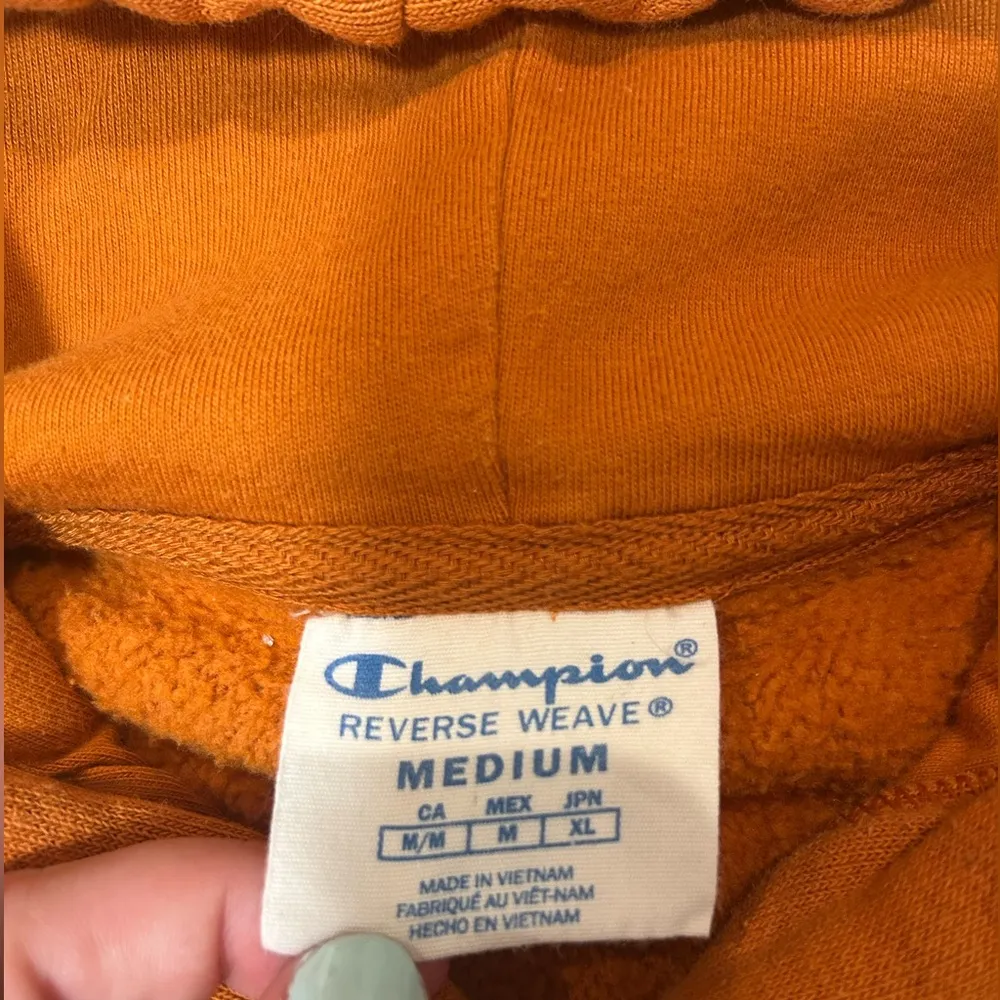 Champion®
REVERSE WEAVE®
MEDIUM
CA MEX JPN
M/M M XL
MADE IN VIETNAM
FABRIQUÉ AU VIÊT-NAM
HECHO EN VIETNAM